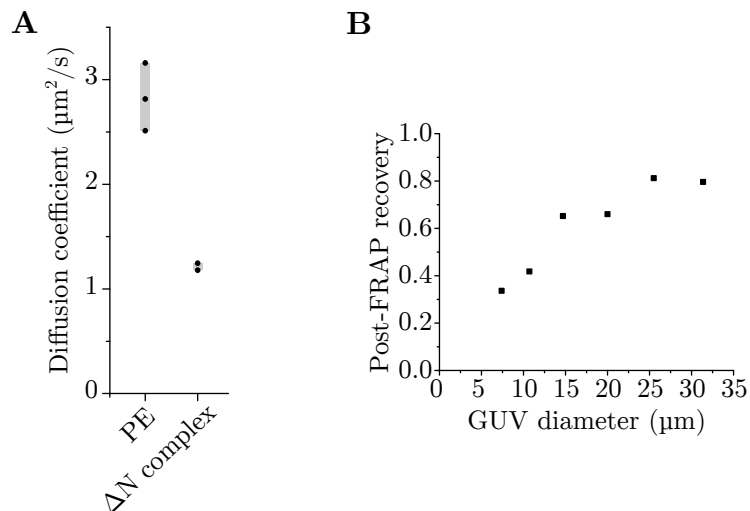 A
Diffusion coefficient (µm²/s)
3
2
1
0
PE
ΔN complex
B
Post-FRAP recovery
1.0
0.8
0.6
0.4
0.2
0.0
0 5 10 15 20 25 30 35
GUV diameter (µm)